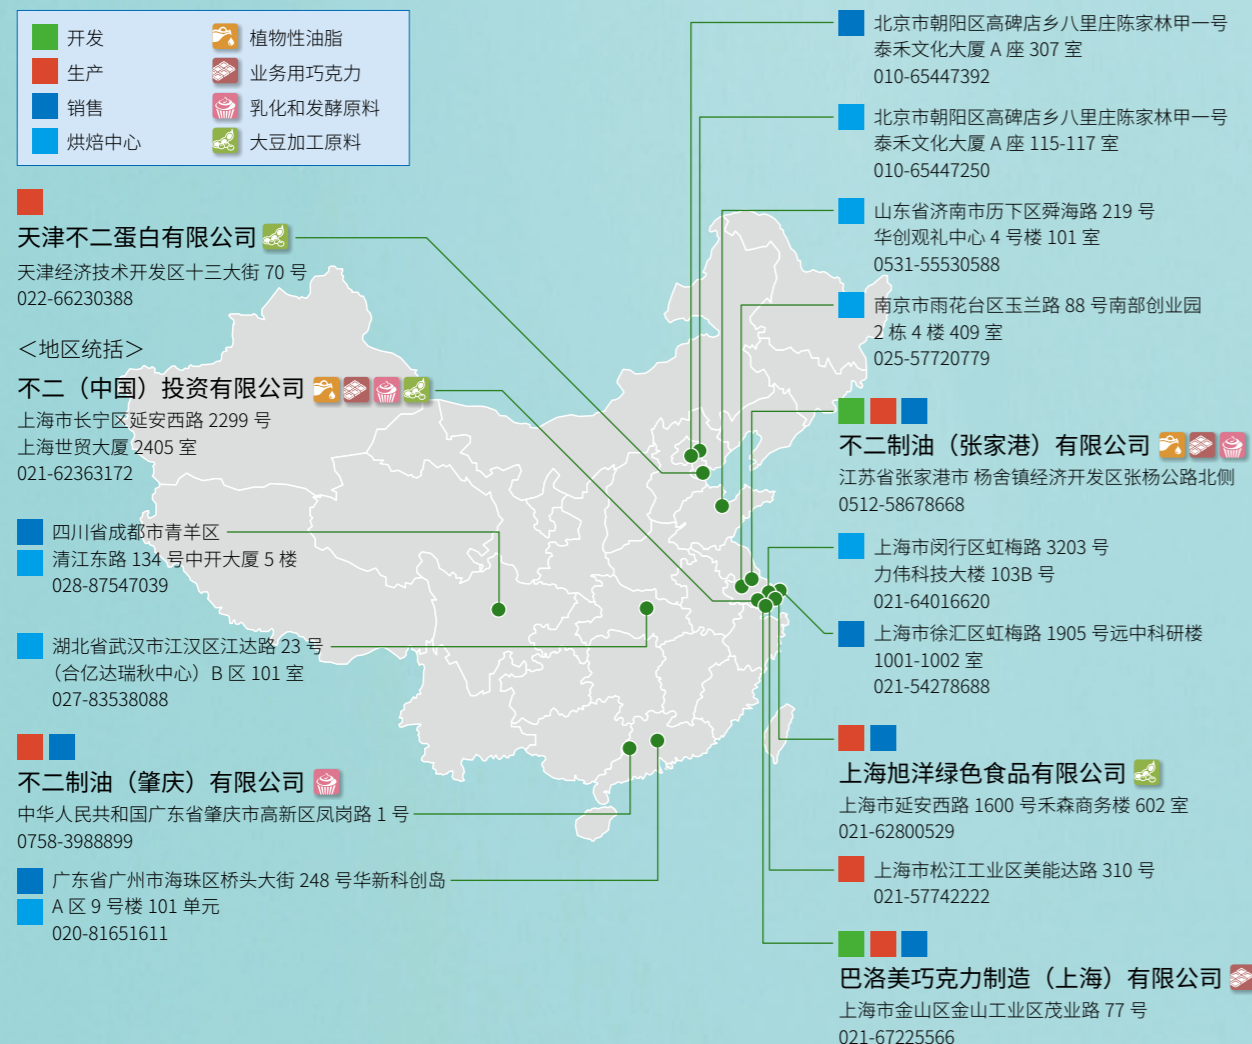 开发
生产
销售
烘焙中心
植物性油脂
业务用巧克力
乳化和发酵原料
大豆加工原料
天津不二蛋白有限公司
天津经济技术开发区十三大街 70 号
022-66230388
＜地区统括＞
不二（中国）投资有限公司
上海市长宁区延安西路 2299 号
上海世贸大厦 2405 室
021-62363172
四川省成都市青羊区
清江东路 134 号中开大厦 5 楼
028-87547039
湖北省武汉市江汉区江达路 23 号
（合亿达瑞秋中心）B 区 101 室
027-83538088
不二制油（肇庆）有限公司
中华人民共和国广东省肇庆市高新区凤岗路 1 号
0758-3988899
广东省广州市海珠区桥头大街 248 号华新科创岛
A 区 9 号楼 101 单元
020-81651611
北京市朝阳区高碑店乡八里庄陈家林甲一号
泰禾文化大厦 A 座 307 室
010-65447392
北京市朝阳区高碑店乡八里庄陈家林甲一号
泰禾文化大厦 A 座 115-117 室
010-65447250
山东省济南市历下区舜海路 219 号
华创观礼中心 4 号楼 101 室
0531-55530588
南京市雨花台区玉兰路 88 号南部创业园
2 栋 4 楼 409 室
025-57720779
不二制油（张家港）有限公司
江苏省张家港市 杨舍镇经济开发区张杨公路北侧
0512-58678668
上海市闵行区虹梅路 3203 号
力伟科技大楼 103B 号
021-64016620
上海市徐汇区虹梅路 1905 号远中科研楼
1001-1002 室
021-54278688
上海旭洋绿色食品有限公司
上海市延安西路 1600 号禾森商务楼 602 室
021-62800529
上海市松江工业区美能达路 310 号
021-57742222
巴洛美巧克力制造（上海）有限公司
上海市金山区金山工业区茂业路 77 号
021-67225566